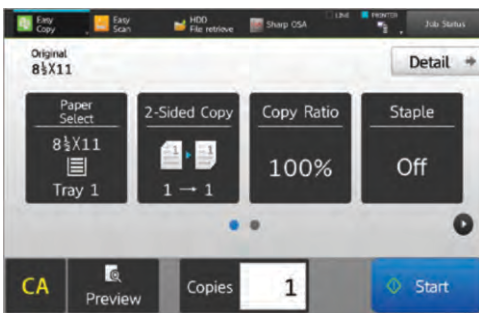 Easy
Copy
Easy
Scan
HDD
File retrieve
Sharp OSA
LINE
PRINTER
Job Status
Original
8½X11
Detail
Paper
Select
8½X11
Tray 1
2-Sided Copy
1 1
1 → 1
Copy Ratio
100%
Staple
Off
CA
Preview
Copies
1
Start